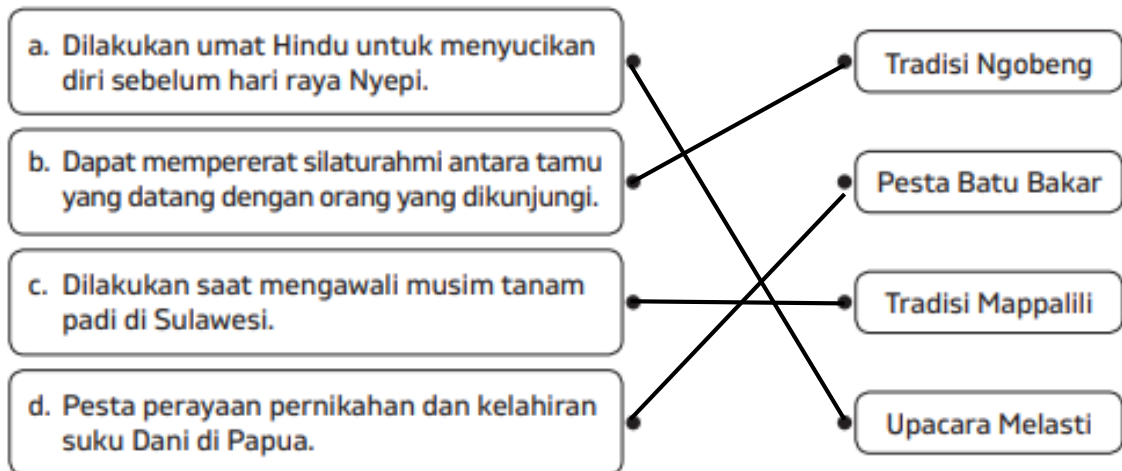 a. Dilakukan umat Hindu untuk menyucikan
diri sebelum hari raya Nyepi.
b. Dapat mempererat silaturahmi antara tamu
yang datang dengan orang yang dikunjungi.
c. Dilakukan saat mengawali musim tanam
padi di Sulawesi.
d. Pesta perayaan pernikahan dan kelahiran
suku Dani di Papua.
Tradisi Ngobeng
Pesta Batu Bakar
Tradisi Mappalili
Upacara Melasti